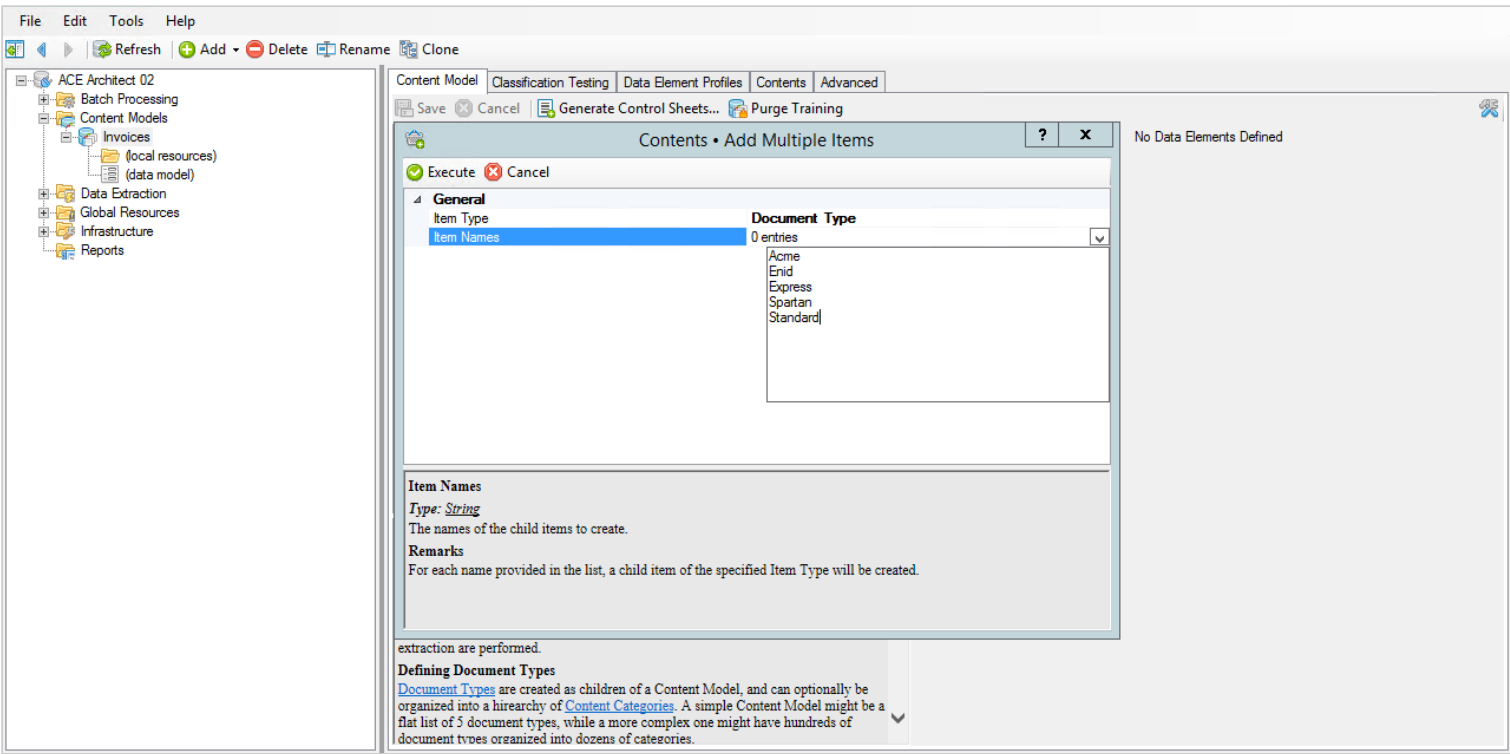 File Edit Tools Help
Refresh Add Delete Rename Clone
ACE Architect 02
Batch Processing
Content Models
Invoices
(local resources)
(data model)
Data Extraction
Global Resources
Infrastructure
Reports
Content Model Classification Testing Data Element Profiles Contents Advanced
Save Cancel Generate Control Sheets... Purge Training
Contents • Add Multiple Items ? x
No Data Elements Defined
Execute Cancel
General
Item Type Document Type
Item Names 0 entries
Acme
Enid
Express
Spartan
Standard
Item Names
Type: String
The names of the child items to create.
Remarks
For each name provided in the list, a child item of the specified Item Type will be created.
extraction are performed.
Defining Document Types
Document Types are created as children of a Content Model, and can optionally be
organized into a hirearchy of Content Categories. A simple Content Model might be a
flat list of 5 document types, while a more complex one might have hundreds of
document types organized into dozens of categories.